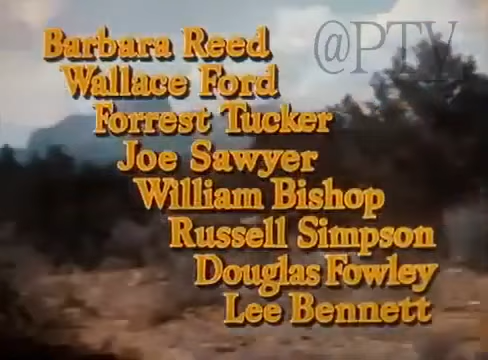 @PTV
Barbara Reed
Wallace Ford
Forrest Tucker
Joe Sawyer
William Bishop
Russell Simpson
Douglas Fowley
Lee Bennett